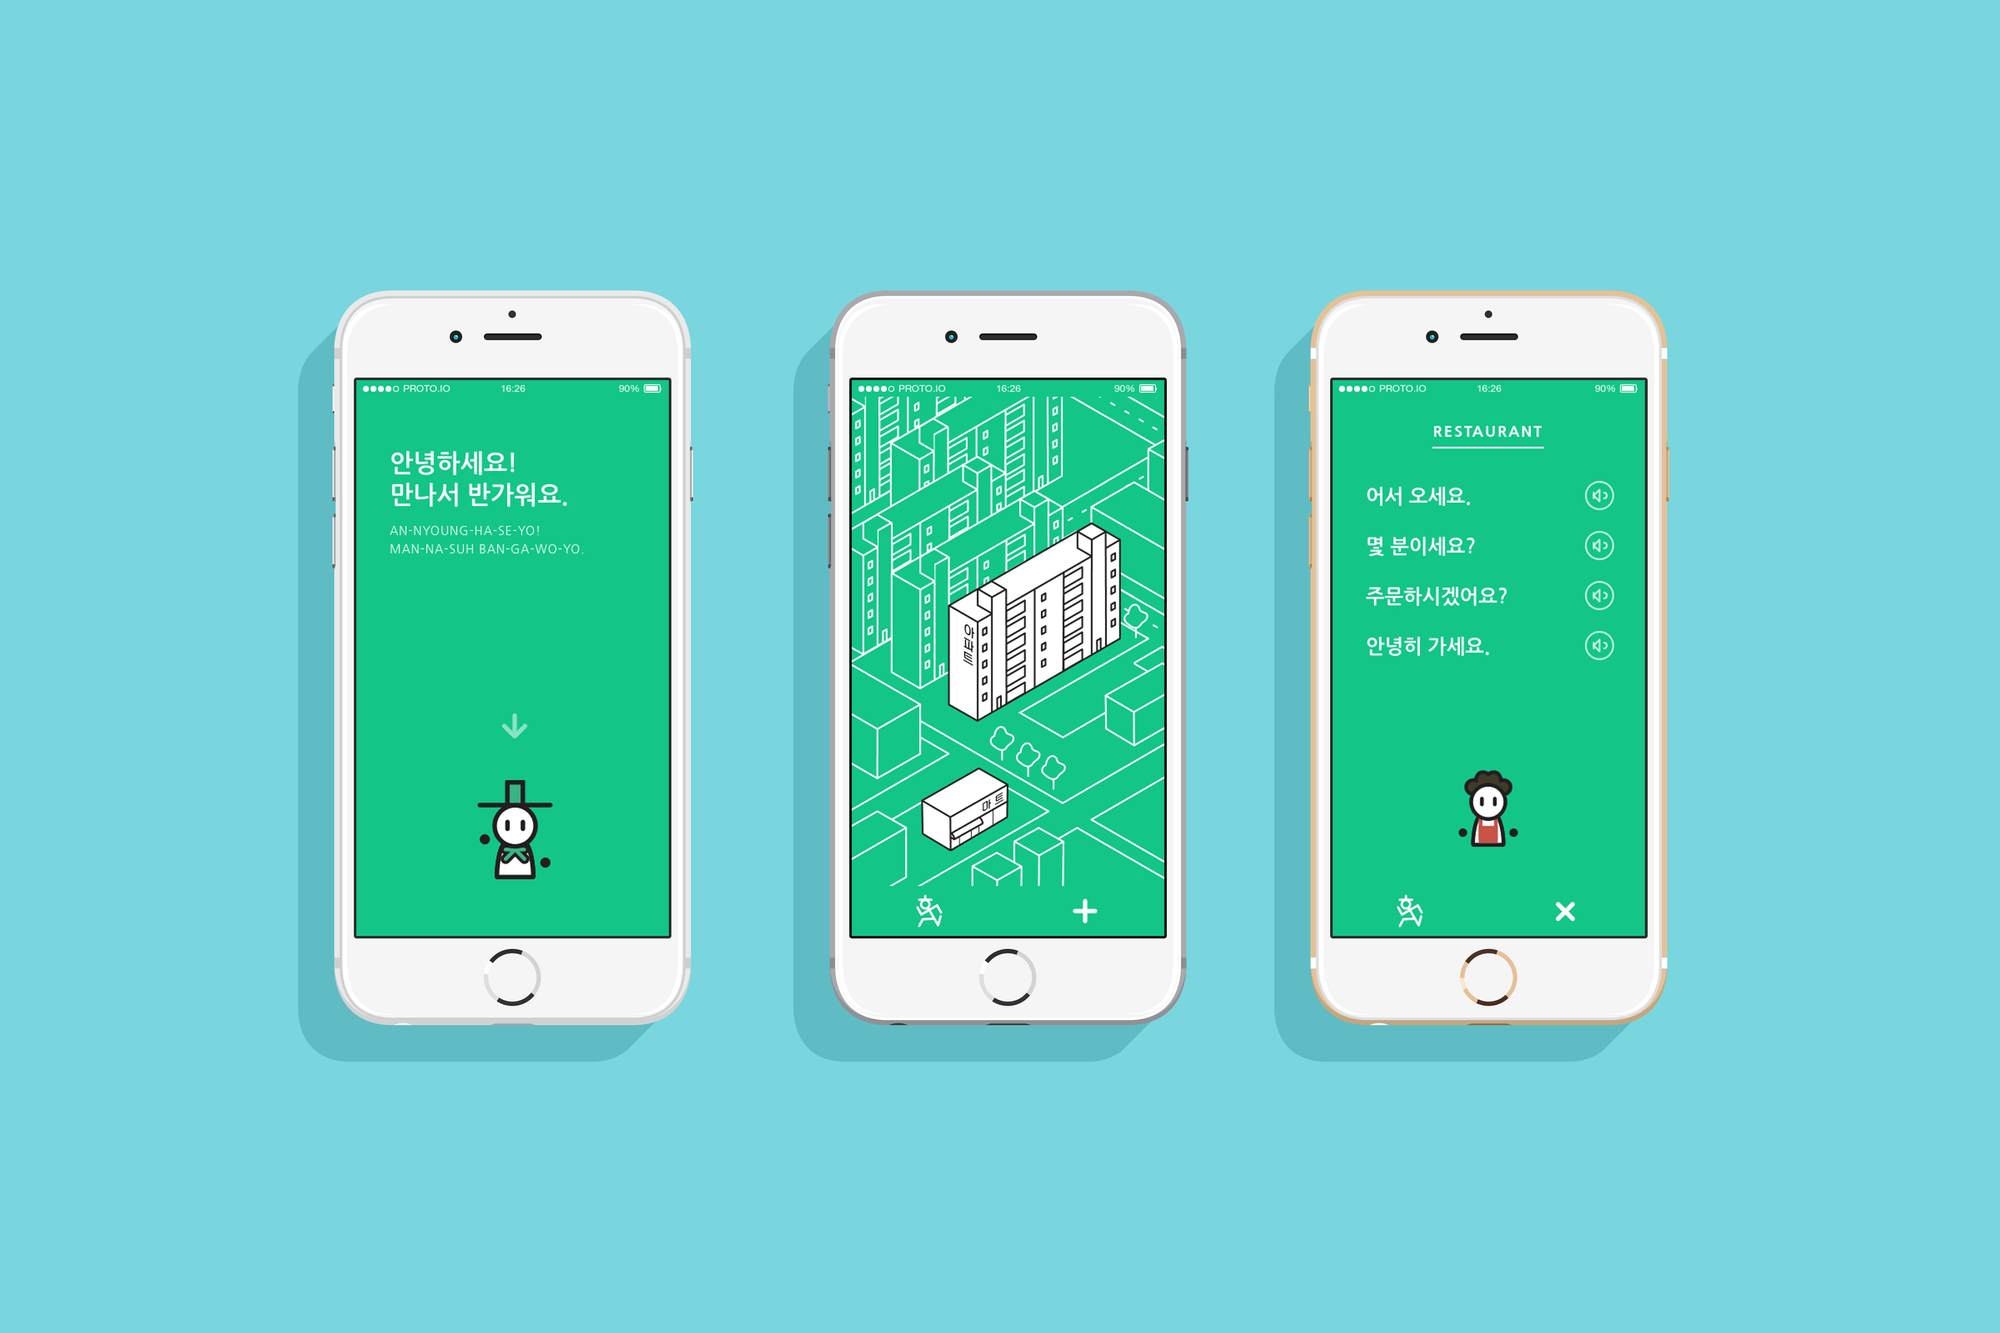 PROTO.IO 16:26 90%
안녕하세요!
만나서 반가워요.
AN-NYOUNG-HA-SE-YO!
MAN-NA-SUH BAN-GA-WO-YO.
PROTO.IO 16:26 90%
아파트
마트
PROTO.IO 16:26 90%
RESTAURANT
어서 오세요.
몇 분이세요?
주문하시겠어요?
안녕히 가세요.